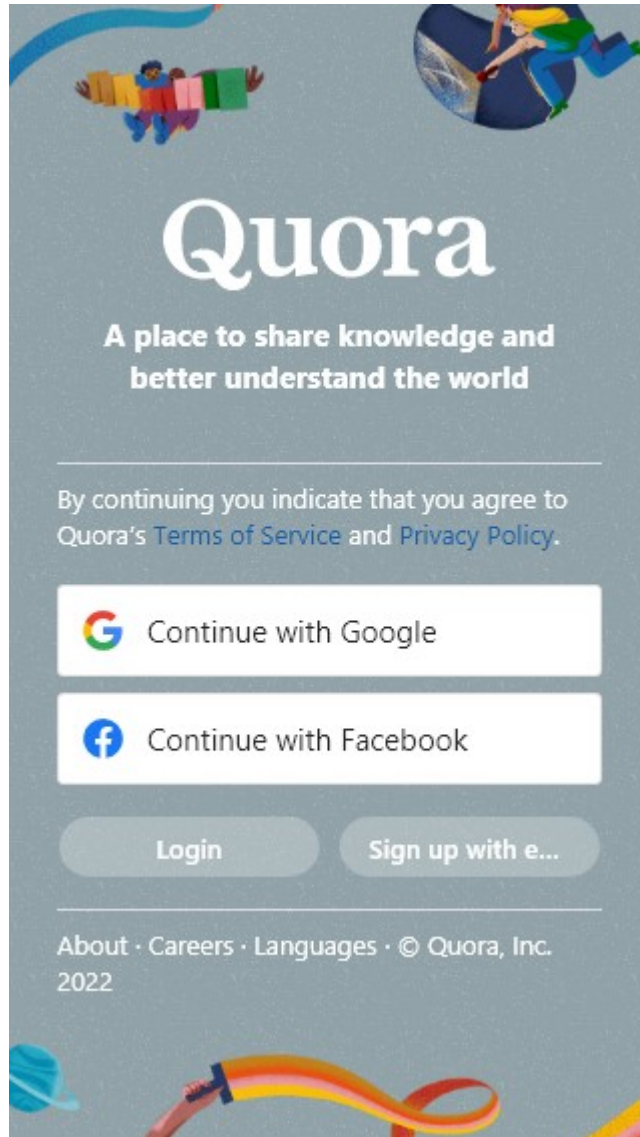 Quora
A place to share knowledge and
better understand the world
By continuing you indicate that you agree to
Quora's Terms of Service and Privacy Policy.
Continue with Google
Continue with Facebook
Login Sign up with e...
About · Careers · Languages · © Quora, Inc.
2022